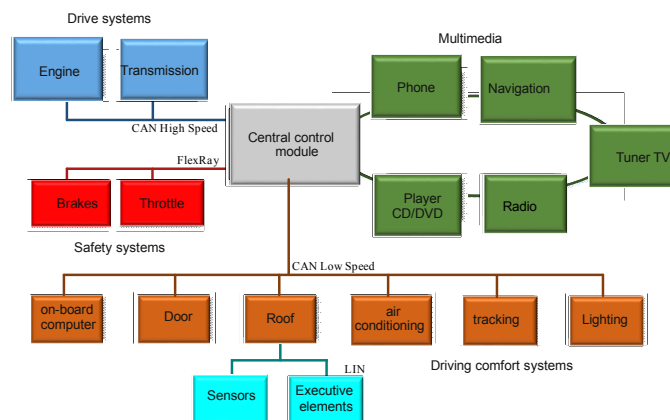 Drive systems
Multimedia
Engine
Transmission
Phone
Navigation
CAN High Speed
Central control
module
Tuner TV
FlexRay
Brakes
Throttle
Player
CD/DVD
Radio
Safety systems
CAN Low Speed
on-board
computer
Door
Roof
air
conditioning
tracking
Lighting
LIN
Driving comfort systems
Sensors
Executive
elements